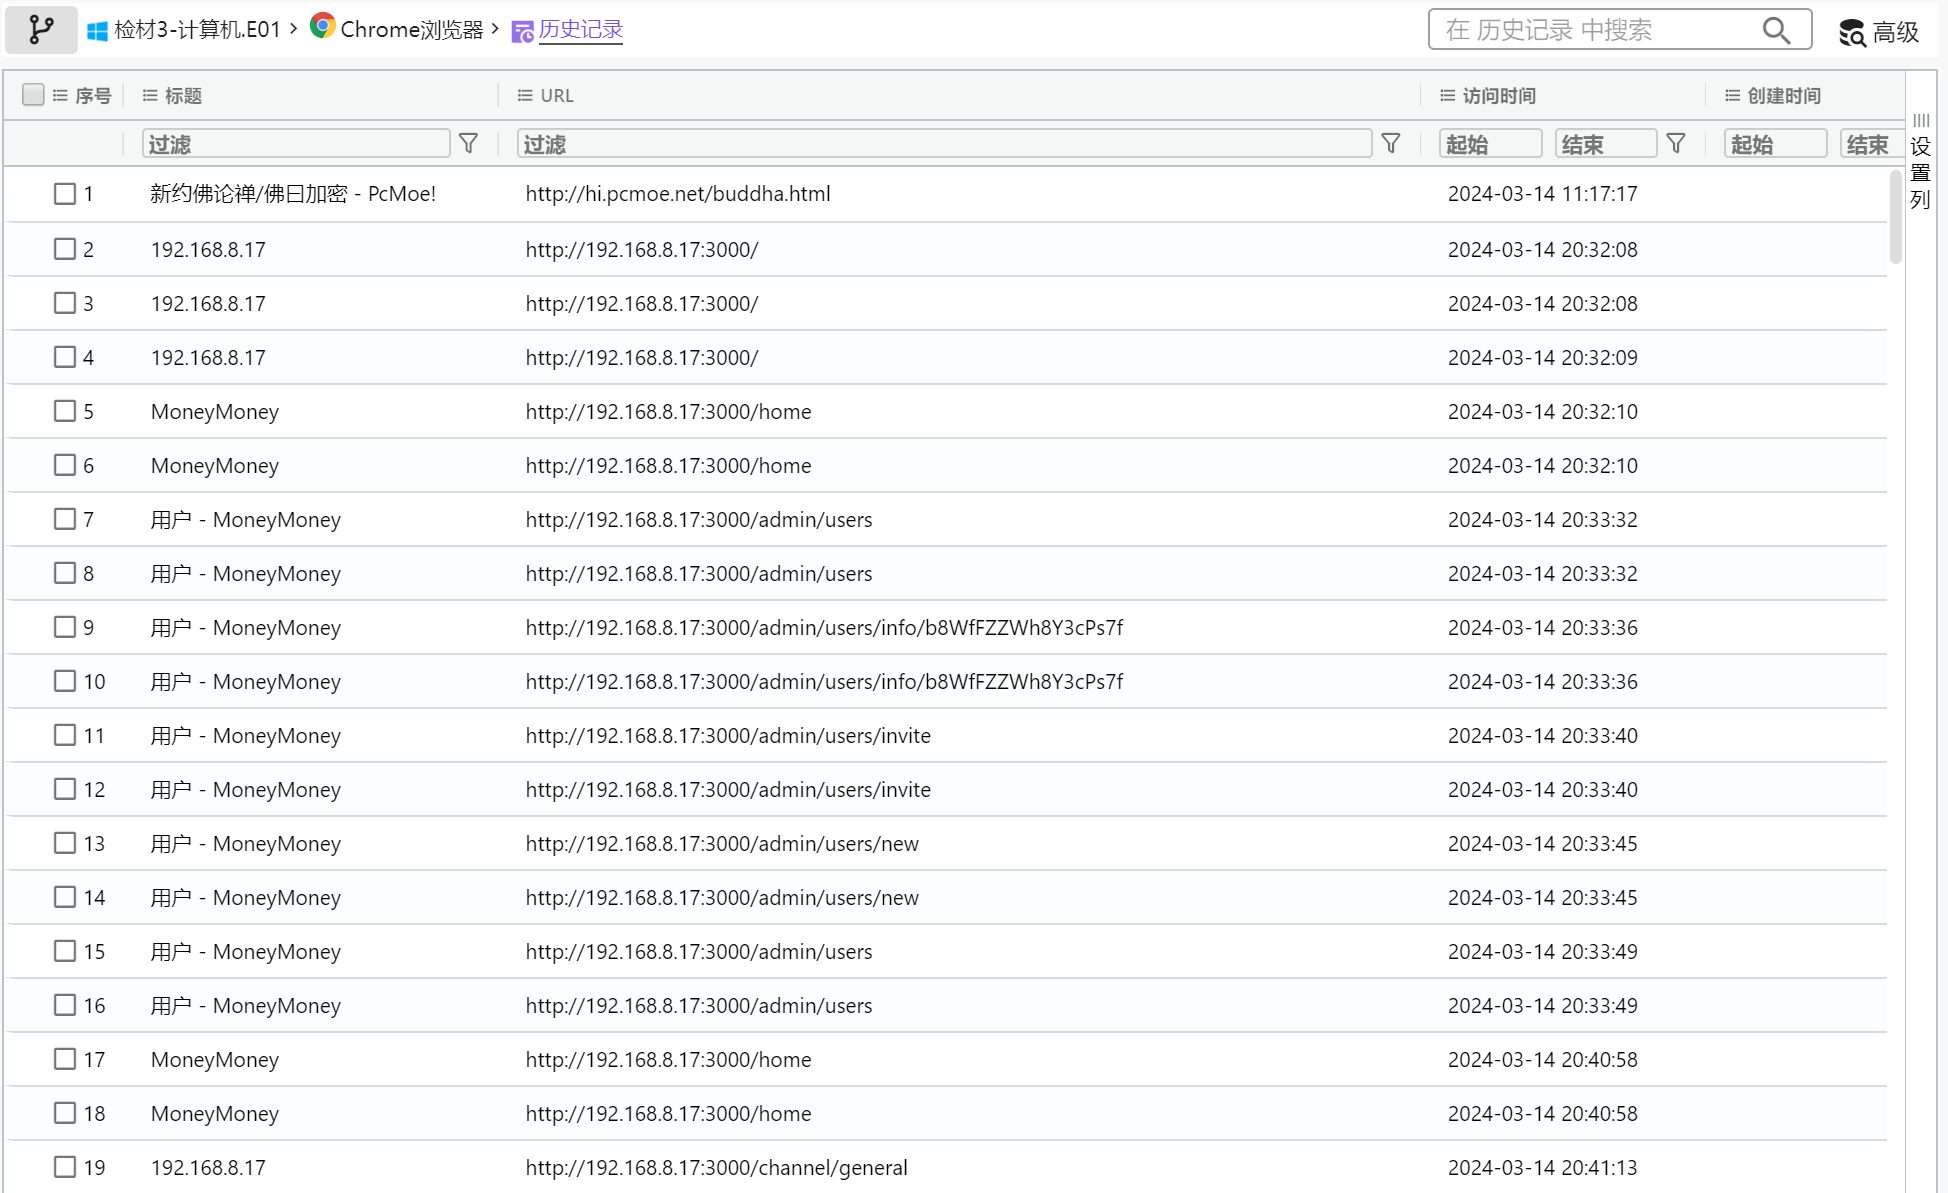 检材3-计算机.E01 > Chrome浏览器 > 历史记录 在 历史记录 中搜索 高级
序号 标题 URL 访问时间 创建时间
过滤 过滤 起始 结束 起始 结束
设置列
1 新约佛论禅/佛曰加密 - PcMoe! http://hi.pcmoe.net/buddha.html 2024-03-14 11:17:17
2 192.168.8.17 http://192.168.8.17:3000/ 2024-03-14 20:32:08
3 192.168.8.17 http://192.168.8.17:3000/ 2024-03-14 20:32:08
4 192.168.8.17 http://192.168.8.17:3000/ 2024-03-14 20:32:09
5 MoneyMoney http://192.168.8.17:3000/home 2024-03-14 20:32:10
6 MoneyMoney http://192.168.8.17:3000/home 2024-03-14 20:32:10
7 用户 - MoneyMoney http://192.168.8.17:3000/admin/users 2024-03-14 20:33:32
8 用户 - MoneyMoney http://192.168.8.17:3000/admin/users 2024-03-14 20:33:32
9 用户 - MoneyMoney http://192.168.8.17:3000/admin/users/info/b8WfFZZWh8Y3cPs7f 2024-03-14 20:33:36
10 用户 - MoneyMoney http://192.168.8.17:3000/admin/users/info/b8WfFZZWh8Y3cPs7f 2024-03-14 20:33:36
11 用户 - MoneyMoney http://192.168.8.17:3000/admin/users/invite 2024-03-14 20:33:40
12 用户 - MoneyMoney http://192.168.8.17:3000/admin/users/invite 2024-03-14 20:33:40
13 用户 - MoneyMoney http://192.168.8.17:3000/admin/users/new 2024-03-14 20:33:45
14 用户 - MoneyMoney http://192.168.8.17:3000/admin/users/new 2024-03-14 20:33:45
15 用户 - MoneyMoney http://192.168.8.17:3000/admin/users 2024-03-14 20:33:49
16 用户 - MoneyMoney http://192.168.8.17:3000/admin/users 2024-03-14 20:33:49
17 MoneyMoney http://192.168.8.17:3000/home 2024-03-14 20:40:58
18 MoneyMoney http://192.168.8.17:3000/home 2024-03-14 20:40:58
19 192.168.8.17 http://192.168.8.17:3000/channel/general 2024-03-14 20:41:13